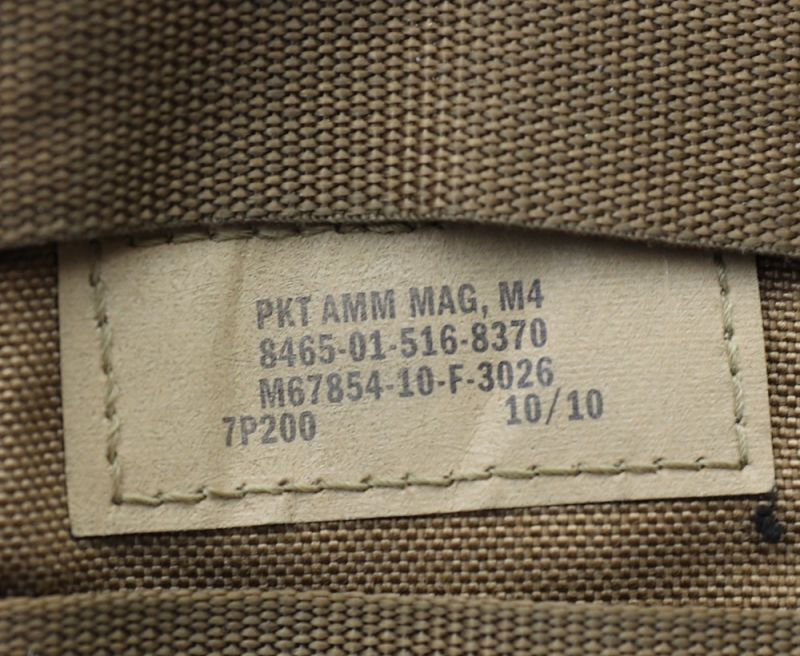 PKT AMM MAG, M4
8465-01-516-8370
M67854-10-F-3026
7P200 10/10